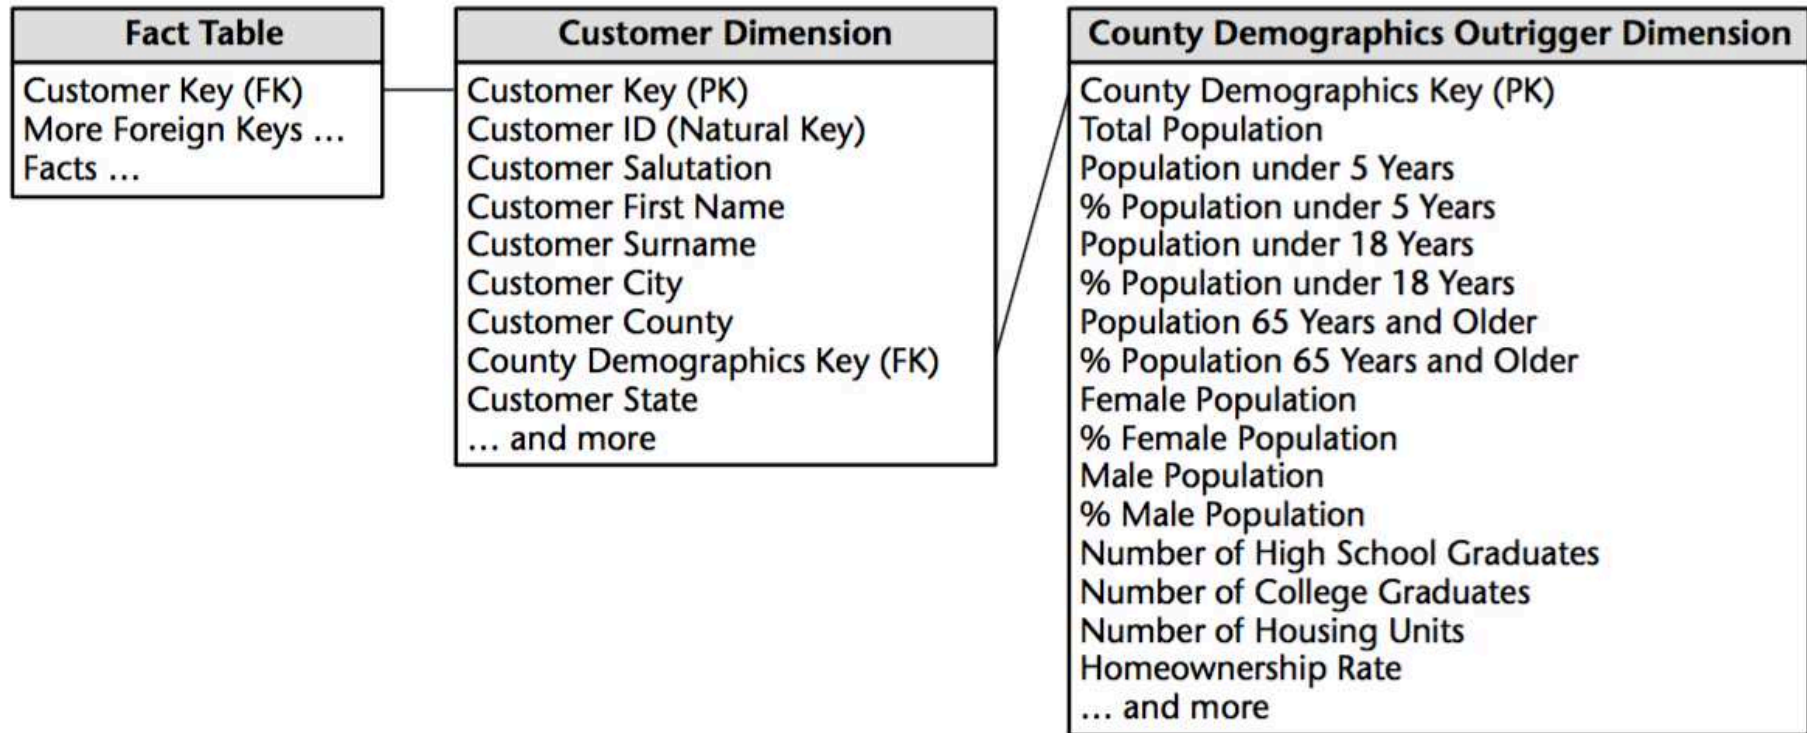 Fact Table
Customer Key (FK)
More Foreign Keys ...
Facts ...
Customer Dimension
Customer Key (PK)
Customer ID (Natural Key)
Customer Salutation
Customer First Name
Customer Surname
Customer City
Customer County
County Demographics Key (FK)
Customer State
... and more
County Demographics Outrigger Dimension
County Demographics Key (PK)
Total Population
Population under 5 Years
% Population under 5 Years
Population under 18 Years
% Population under 18 Years
Population 65 Years and Older
% Population 65 Years and Older
Female Population
% Female Population
Male Population
% Male Population
Number of High School Graduates
Number of College Graduates
Number of Housing Units
Homeownership Rate
... and more